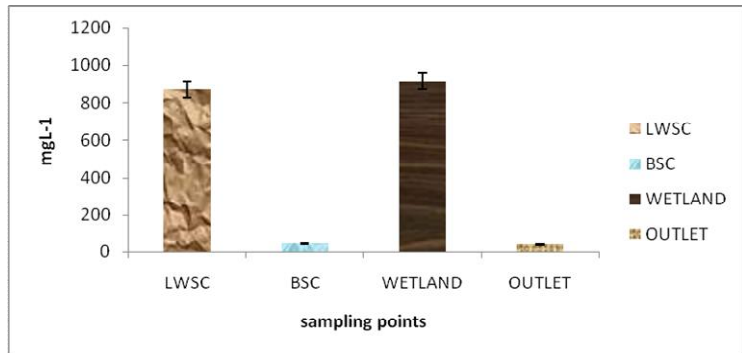 1200
1000
800
600
400
200
0
mgL-1
LWSC BSC WETLAND OUTLET
sampling points
LWSC
BSC
WETLAND
OUTLET